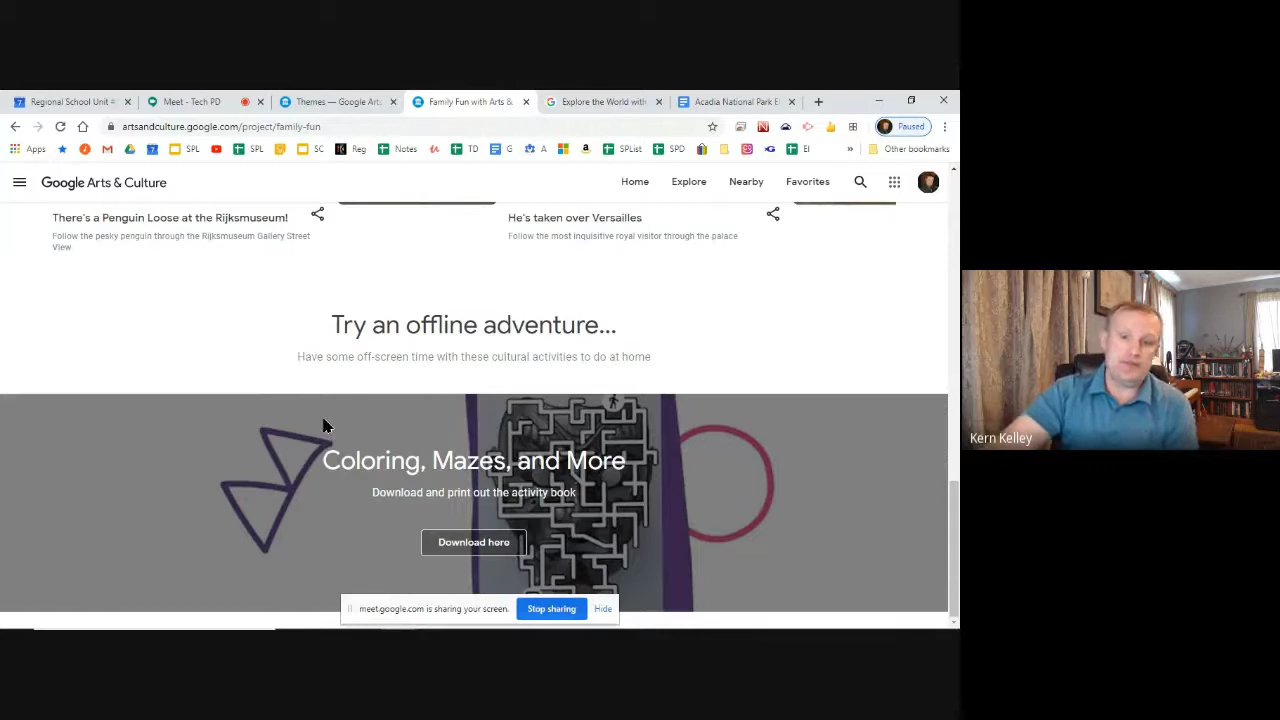 Regional School Unit #
Meet - Tech PD
Themes — Google Arts
Family Fun with Arts &
Explore the World with
Acadia National Park E
artsandculture.google.com/project/family-fun
Paused
Apps
SPL
SPL
SC
Reg
Notes
TD
G
A
SPList
SPD
EI
Other bookmarks
Google Arts & Culture
Home
Explore
Nearby
Favorites
There's a Penguin Loose at the Rijksmuseum!
Follow the pesky penguin through the Rijksmuseum Gallery Street
View
He's taken over Versailles
Follow the most inquisitive royal visitor through the palace
Try an offline adventure...
Have some off-screen time with these cultural activities to do at home
Coloring, Mazes, and More
Download and print out the activity book
Download here
meet.google.com is sharing your screen.
Stop sharing
Hide
Kern Kelley